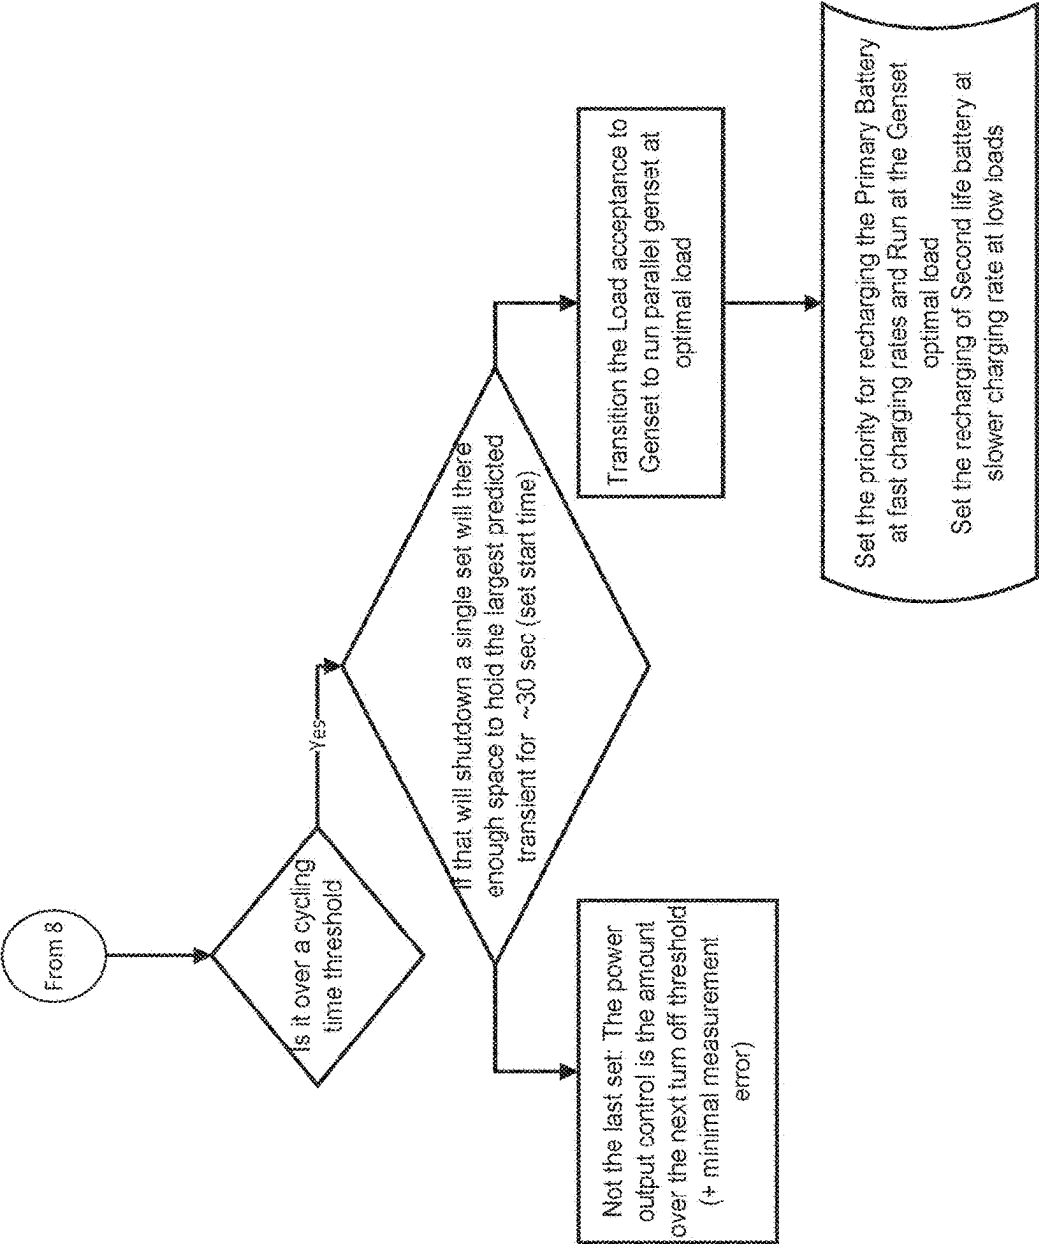 From 8
Is it over a cycling
time threshold
Yes
If that will shutdown a single set will there
enough space to hold the largest predicted
transient for ~30 sec (set start time)
Not the last set: The power
output control is the amount
over the next turn off threshold
(+ minimal measurement
error)
Transition the Load acceptance to
Genset to run parallel genset at
optimal load
Set the priority for recharging the Primary Battery
at fast charging rates and Run at the Genset
optimal load
Set the recharging of Second life battery at
slower charging rate at low loads